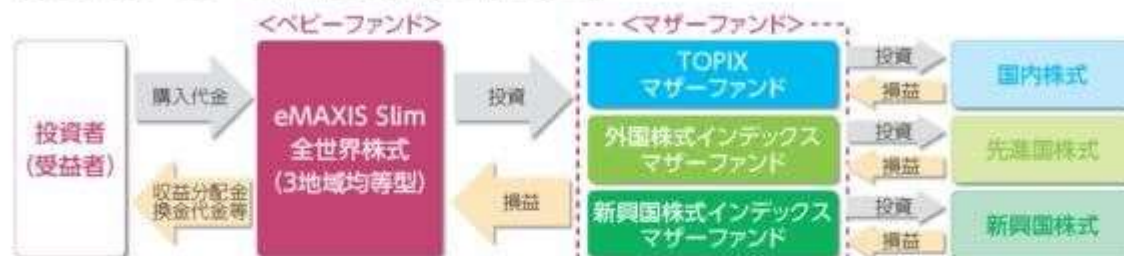 <ベビーファンド>
<マザーファンド>
投資者
(受益者)
購入代金
収益分配金
換金代金等
eMAXIS Slim
全世界株式
(3地域均等型)
投資
損益
TOPIX
マザーファンド
投資
損益
国内株式
外国株式インデックス
マザーファンド
投資
損益
先進国株式
新興国株式インデックス
マザーファンド
投資
損益
新興国株式